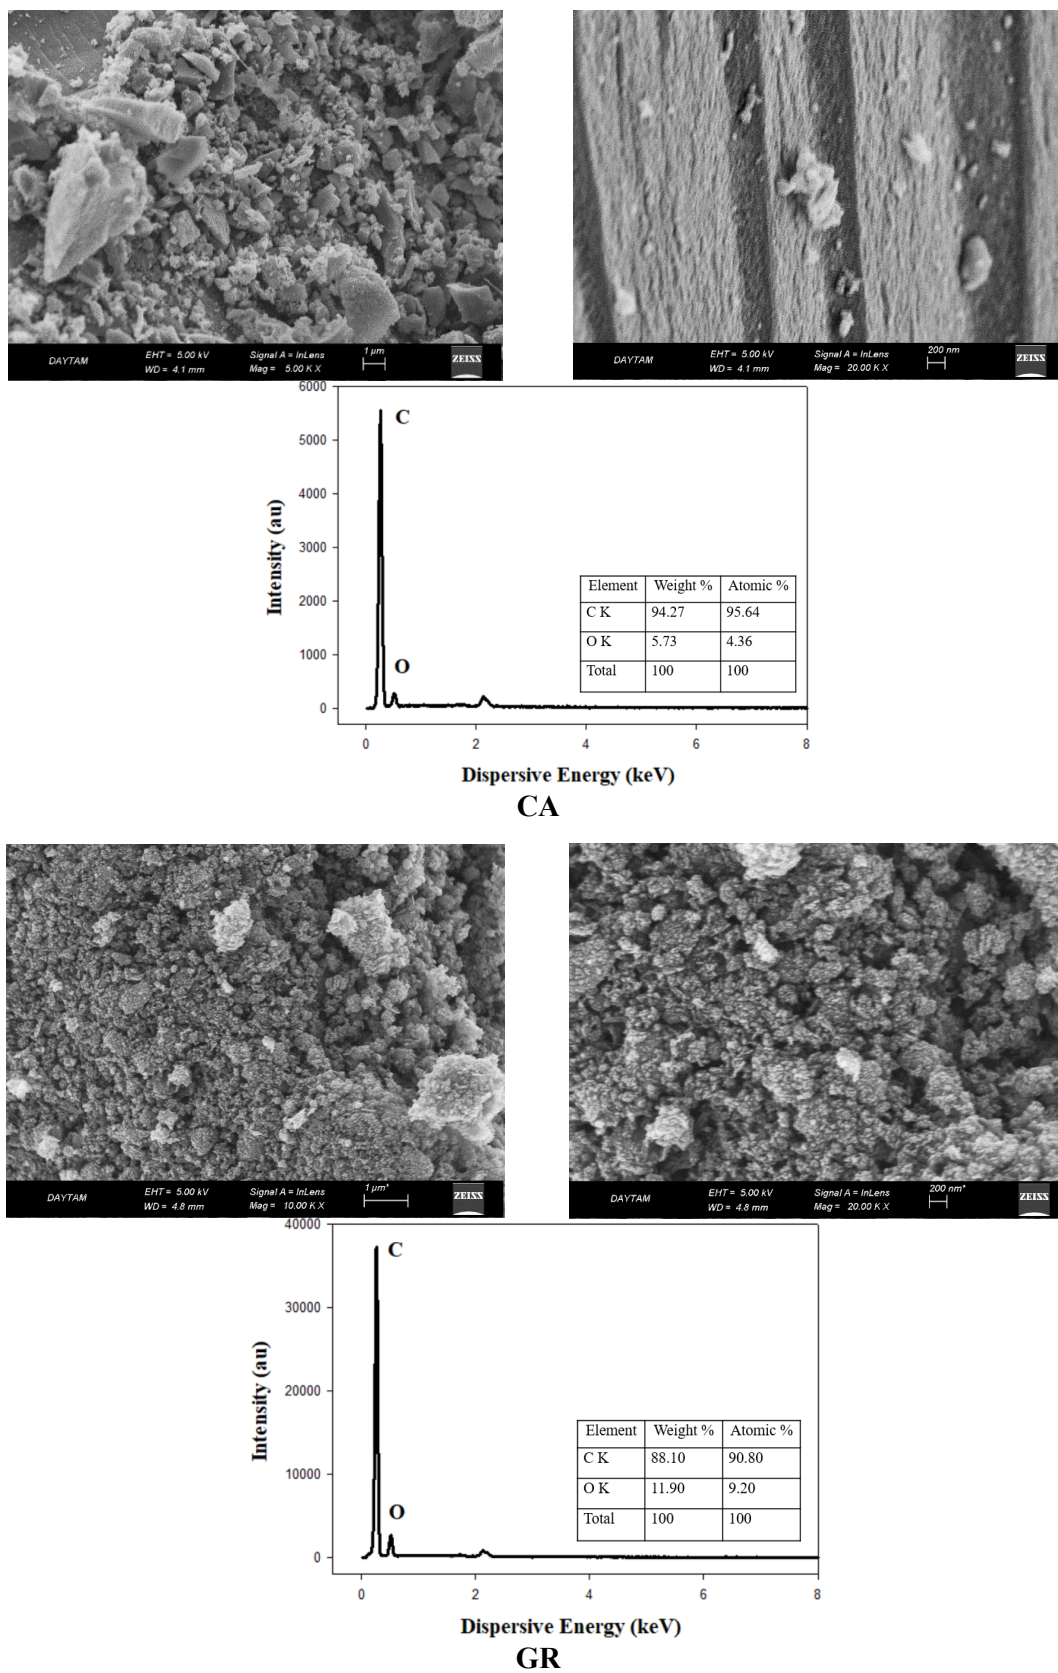 DAYTAM
EHT = 5.00 kV
WD = 4.1 mm
Signal A = InLens
Mag = 5.00 K X
1 µm
ZEISS
DAYTAM
EHT = 5.00 kV
WD = 4.1 mm
Signal A = InLens
Mag = 20.00 K X
200 nm
ZEISS
6000
5000
4000
3000
2000
1000
0
Intensity (au)
C
O
Element Weight % Atomic %
C K 94.27 95.64
O K 5.73 4.36
Total 100 100
0 2 4 6 8
Dispersive Energy (keV)
CA
DAYTAM
EHT = 5.00 kV
WD = 4.8 mm
Signal A = InLens
Mag = 10.00 K X
1 µm*
ZEISS
DAYTAM
EHT = 5.00 kV
WD = 4.8 mm
Signal A = InLens
Mag = 20.00 K X
200 nm*
ZEISS
40000
30000
20000
10000
0
Intensity (au)
C
O
Element Weight % Atomic %
C K 88.10 90.80
O K 11.90 9.20
Total 100 100
0 2 4 6 8
Dispersive Energy (keV)
GR